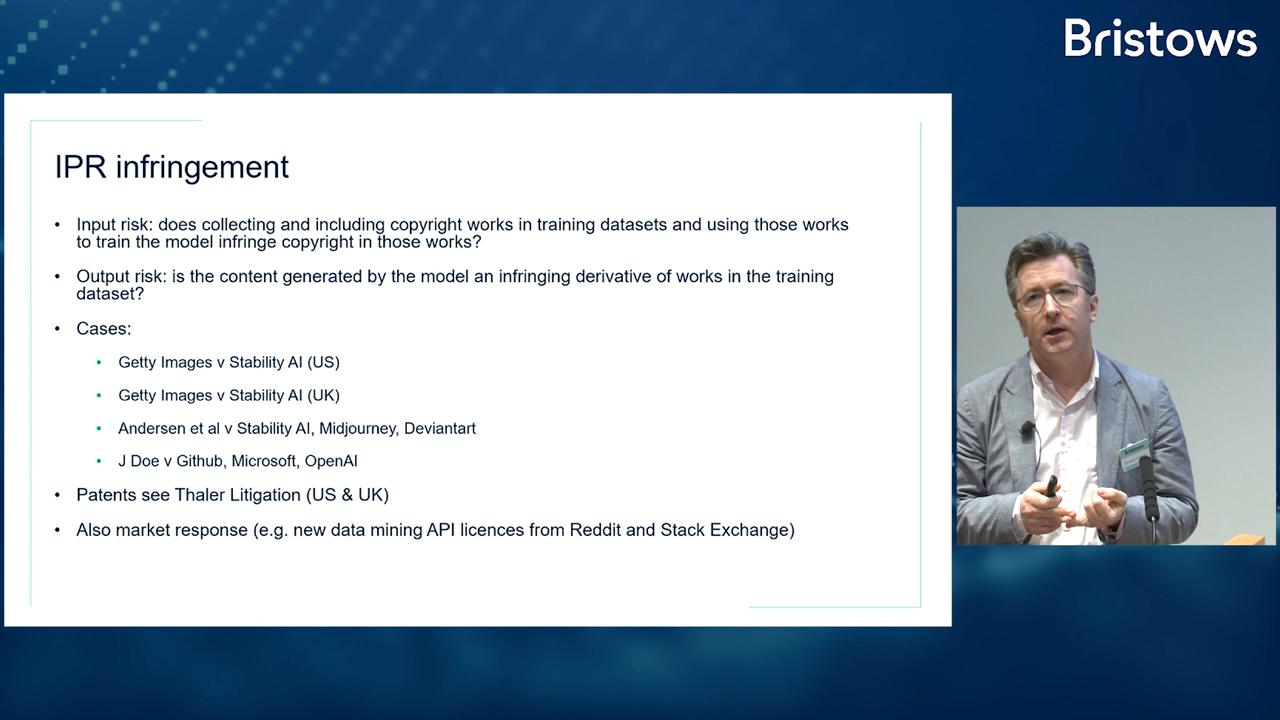 Bristows
IPR infringement
• Input risk: does collecting and including copyright works in training datasets and using those works
to train the model infringe copyright in those works?
• Output risk: is the content generated by the model an infringing derivative of works in the training
dataset?
• Cases:
• Getty Images v Stability AI (US)
• Getty Images v Stability AI (UK)
• Andersen et al v Stability AI, Midjourney, Deviantart
• J Doe v Github, Microsoft, OpenAI
• Patents see Thaler Litigation (US & UK)
• Also market response (e.g. new data mining API licences from Reddit and Stack Exchange)